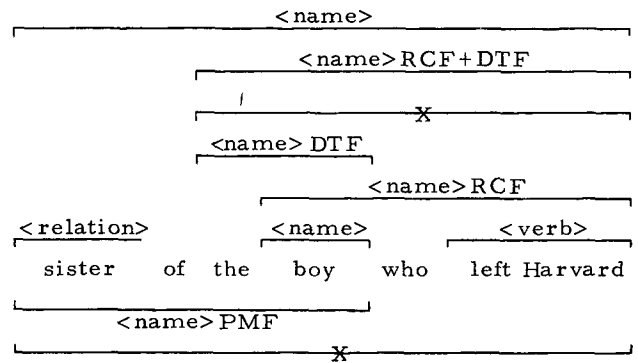 <name>
<name>RCF+DTF
X
<name> DTF
<name>RCF
<relation> <name> <verb>
sister of the boy who left Harvard
<name>PMF
X